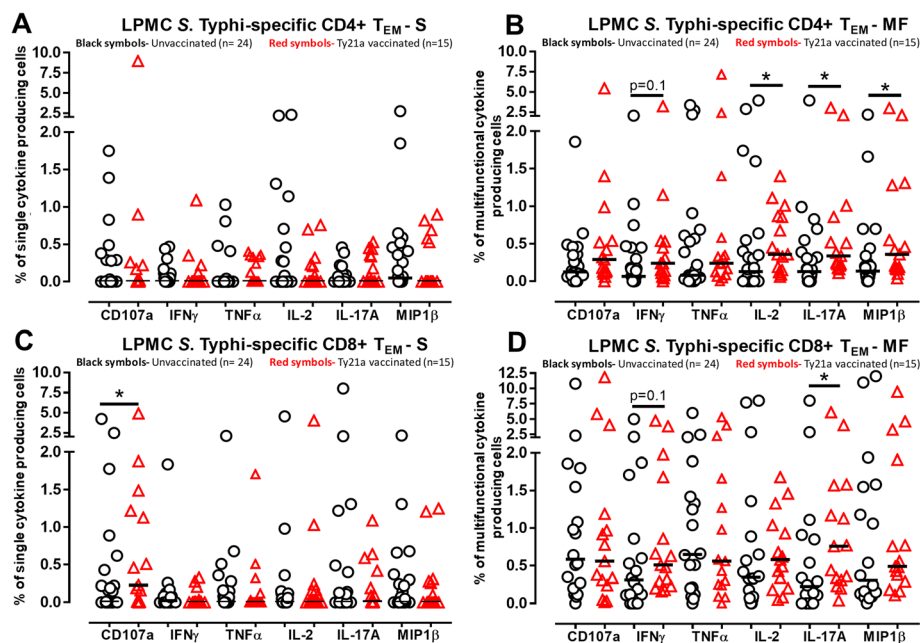 A
LPMC S. Typhi-specific CD4+ TEM - S
Black symbols- Unvaccinated (n= 24) Red symbols- Ty21a vaccinated (n=15)
% of single cytokine producing cells
10.0
7.5
5.0
2.5
2.0
1.5
1.0
0.5
0.0
CD107a IFNγ TNFα IL-2 IL-17A MIP1β
B
LPMC S. Typhi-specific CD4+ TEM - MF
Black symbols- Unvaccinated (n= 24) Red symbols- Ty21a vaccinated (n=15)
% of multifunctional cytokine
producing cells
10.0
7.5
5.0
2.5
2.0
1.5
1.0
0.5
0.0
p=0.1 * * *
CD107a IFNγ TNFα IL-2 IL-17A MIP1β
C
LPMC S. Typhi-specific CD8+ TEM - S
Black symbols- Unvaccinated (n= 24) Red symbols- Ty21a vaccinated (n=15)
% of single cytokine producing cells
10.0
7.5
5.0
2.5
2.0
1.5
1.0
0.5
0.0
*
CD107a IFNγ TNFα IL-2 IL-17A MIP1β
D
LPMC S. Typhi-specific CD8+ TEM - MF
Black symbols- Unvaccinated (n= 24) Red symbols- Ty21a vaccinated (n=15)
% of multifunctional cytokine
producing cells
12.5
10.0
7.5
5.0
2.5
2.0
1.5
1.0
0.5
0.0
p=0.1 *
CD107a IFNγ TNFα IL-2 IL-17A MIP1β